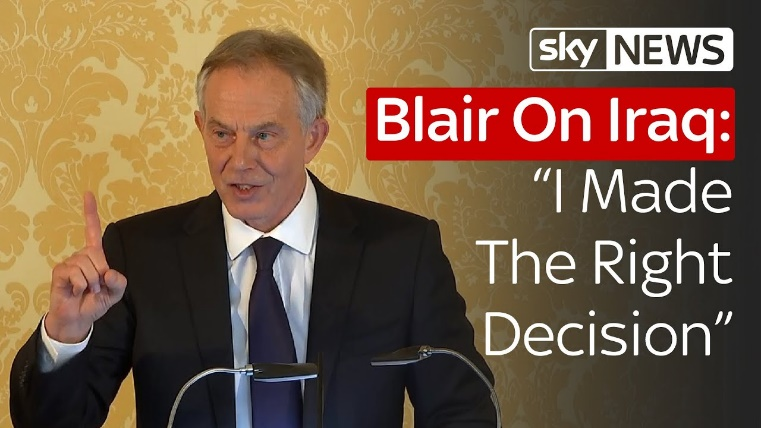 sky NEWS
Blair On Iraq:
“I Made
The Right
Decision”